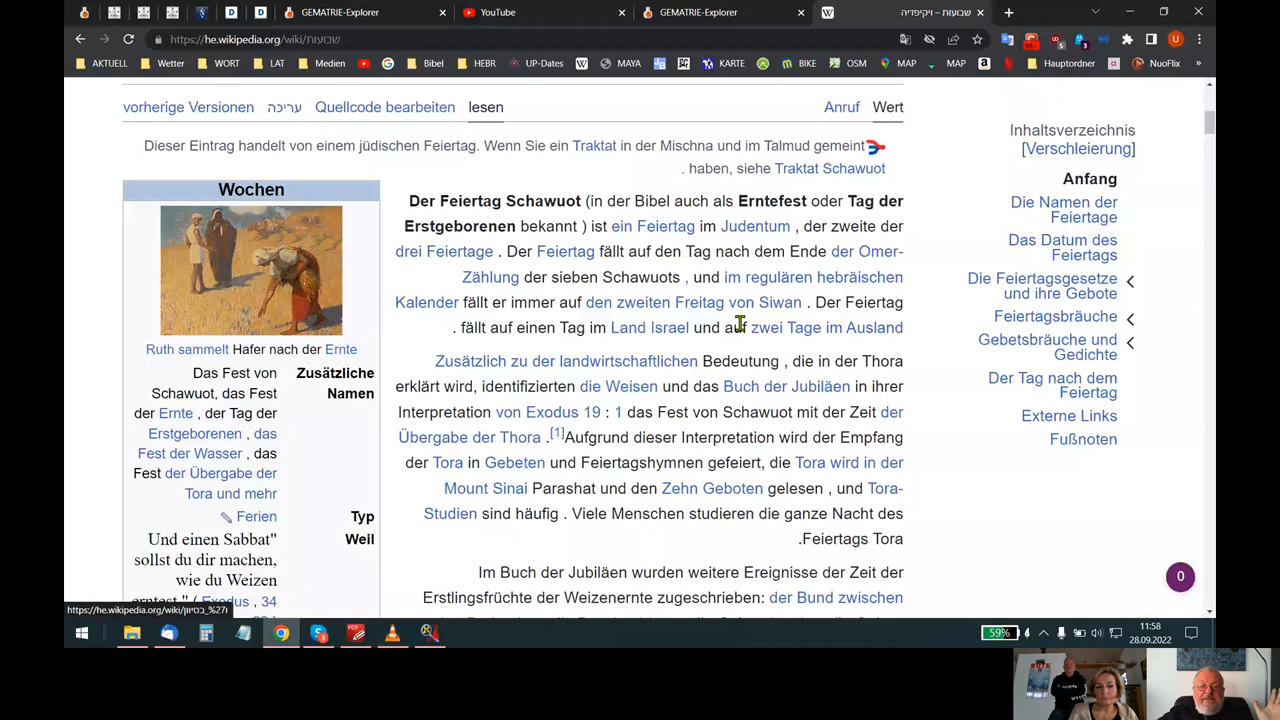 GEMATRIE-Explorer
YouTube
GEMATRIE-Explorer
שבועות – ויקיפדיה
https://he.wikipedia.org/wiki/שבועות
AKTUELL Wetter WORT LAT Medien Bibel HEBR UP-Dates MAYA KARTE BIKE OSM MAP MAP Hauptordner NuoFlix »
vorherige Versionen עריכה Quellcode bearbeiten lesen
Anruf Wert
Dieser Eintrag handelt von einem jüdischen Feiertag. Wenn Sie ein Traktat in der Mischna und im Talmud gemeint
. haben, siehe Traktat Schawuot
Wochen
Ruth sammelt Hafer nach der Ernte
Das Fest von Zusätzliche
Schawuot, das Fest Namen
der Ernte , der Tag der
Erstgeborenen , das
Fest der Wasser , das
Fest der Übergabe der
Tora und mehr
Ferien Typ
Und einen Sabbat" Weil
sollst du dir machen,
wie du Weizen
erntest." ( Exodus , 34
Der Feiertag Schawuot (in der Bibel auch als Erntefest oder Tag der
Erstgeborenen bekannt ) ist ein Feiertag im Judentum , der zweite der
drei Feiertage . Der Feiertag fällt auf den Tag nach dem Ende der Omer-
Zählung der sieben Schawuots , und im regulären hebräischen
Kalender fällt er immer auf den zweiten Freitag von Siwan . Der Feiertag
. fällt auf einen Tag im Land Israel und auf zwei Tage im Ausland
Zusätzlich zu der landwirtschaftlichen Bedeutung , die in der Thora
erklärt wird, identifizierten die Weisen und das Buch der Jubiläen in ihrer
Interpretation von Exodus 19 : 1 das Fest von Schawuot mit der Zeit der
Übergabe der Thora .[1]Aufgrund dieser Interpretation wird der Empfang
der Tora in Gebeten und Feiertagshymnen gefeiert, die Tora wird in der
Mount Sinai Parashat und den Zehn Geboten gelesen , und Tora-
Studien sind häufig . Viele Menschen studieren die ganze Nacht des
.Feiertags Tora
Im Buch der Jubiläen wurden weitere Ereignisse der Zeit der
Erstlingsfrüchte der Weizenernte zugeschrieben: der Bund zwischen
Inhaltsverzeichnis
[Verschleierung]
Anfang
Die Namen der
Feiertage
Das Datum des
Feiertags
Die Feiertagsgesetze
und ihre Gebote
Feiertagsbräuche
Gebetsbräuche und
Gedichte
Der Tag nach dem
Feiertag
Externe Links
Fußnoten
0
59%
11:58
28.09.2022